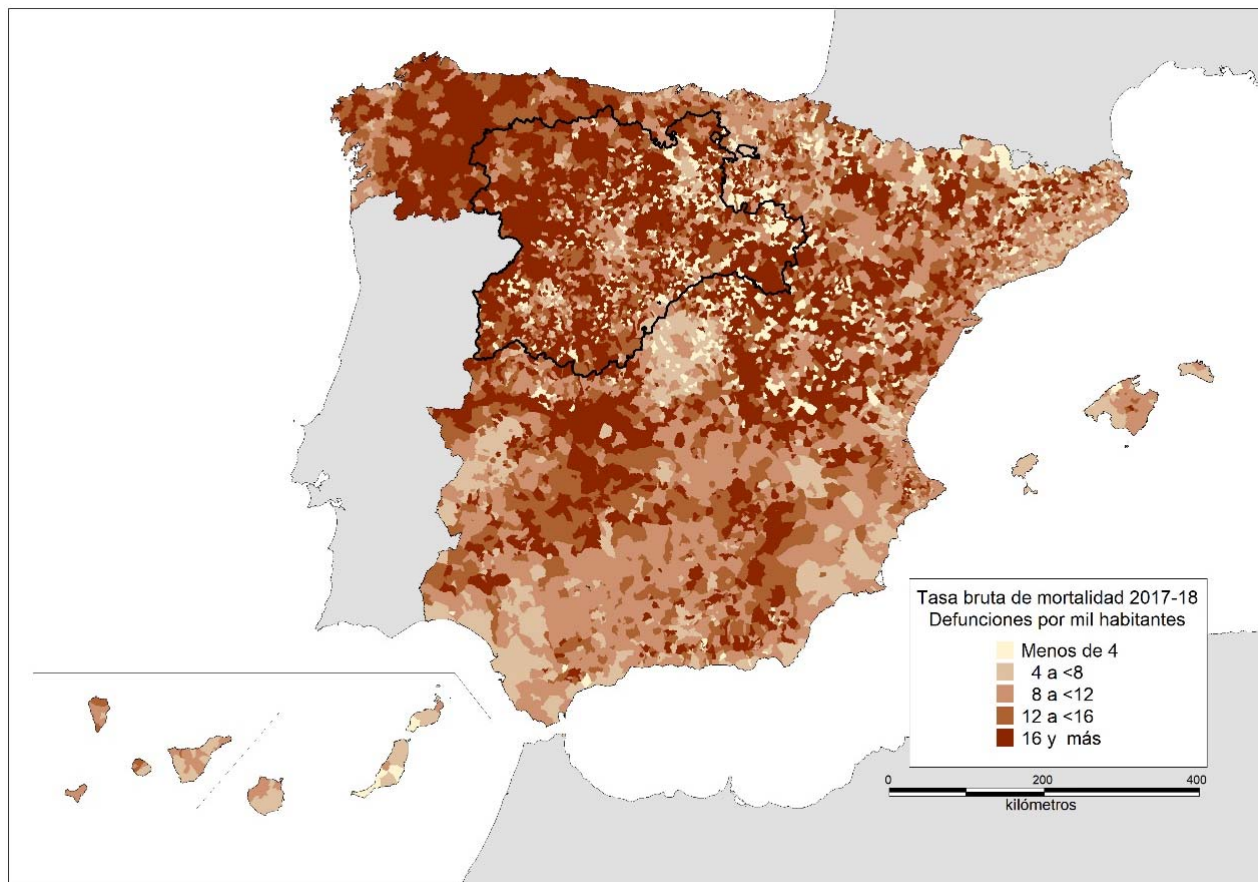 Tasa bruta de mortalidad 2017-18
Defunciones por mil habitantes
Menos de 4
4 a <8
8 a <12
12 a <16
16 y más
0 200 400
kilómetros